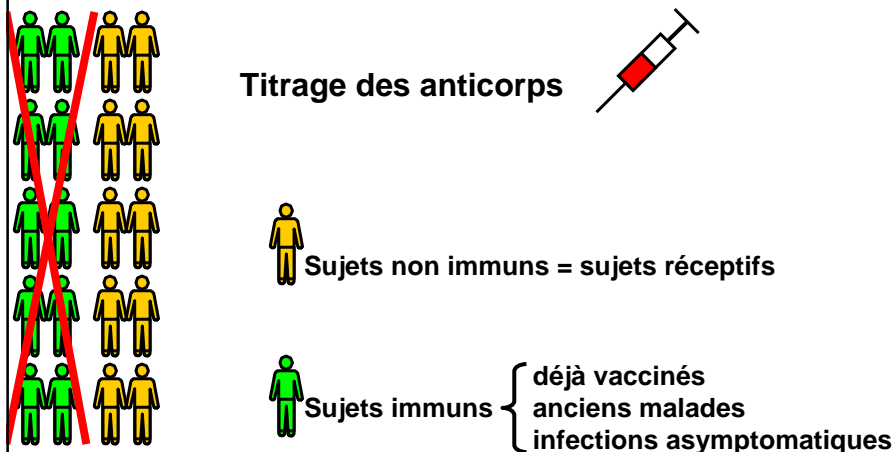 Titrage des anticorps
Sujets non immuns = sujets réceptifs
déjà vaccinés
Sujets immuns
anciens malades
infections asymptomatiques